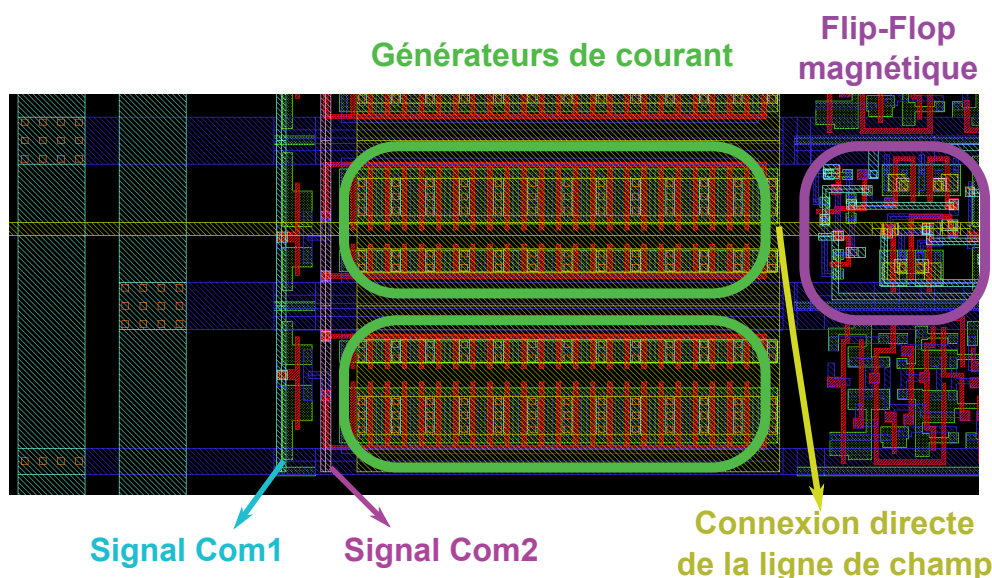 Flip-Flop
magnétique
Générateurs de courant
Signal Com1
Signal Com2
Connexion directe
de la ligne de champ